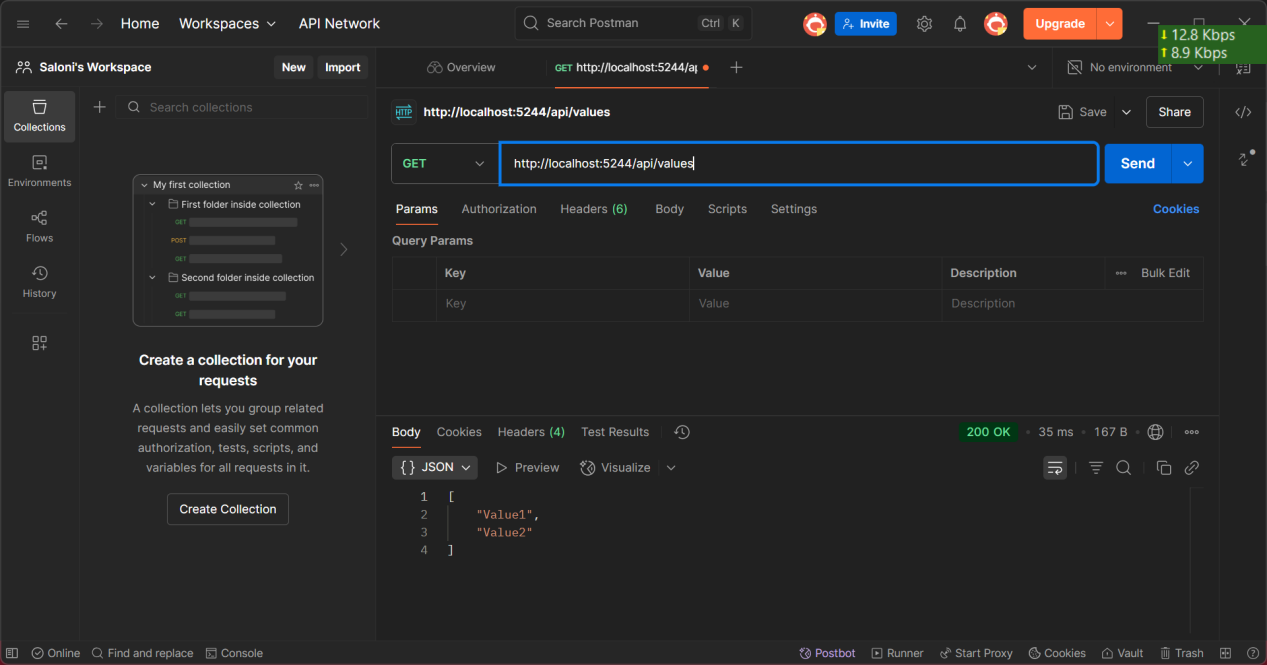 Home Workspaces API Network Search Postman Ctrl K Invite Upgrade
12.8 Kbps
8.9 Kbps
Saloni's Workspace New Import Overview GET http://localhost:5244/ap No environment
Collections
Search collections
HTTP http://localhost:5244/api/values Save Share
GET http://localhost:5244/api/values Send
Environments
Flows
History
My first collection
First folder inside collection
GET
POST
GET
Second folder inside collection
GET
GET
Create a collection for your
requests
A collection lets you group related
requests and easily set common
authorization, tests, scripts, and
variables for all requests in it.
Create Collection
Params Authorization Headers (6) Body Scripts Settings Cookies
Query Params
Key Value Description Bulk Edit
Key Value Description
Body Cookies Headers (4) Test Results 200 OK 35 ms 167 B
{} JSON Preview Visualize
1 [
2 "Value1",
3 "Value2"
4 ]
Online Find and replace Console Postbot Runner Start Proxy Cookies Vault Trash